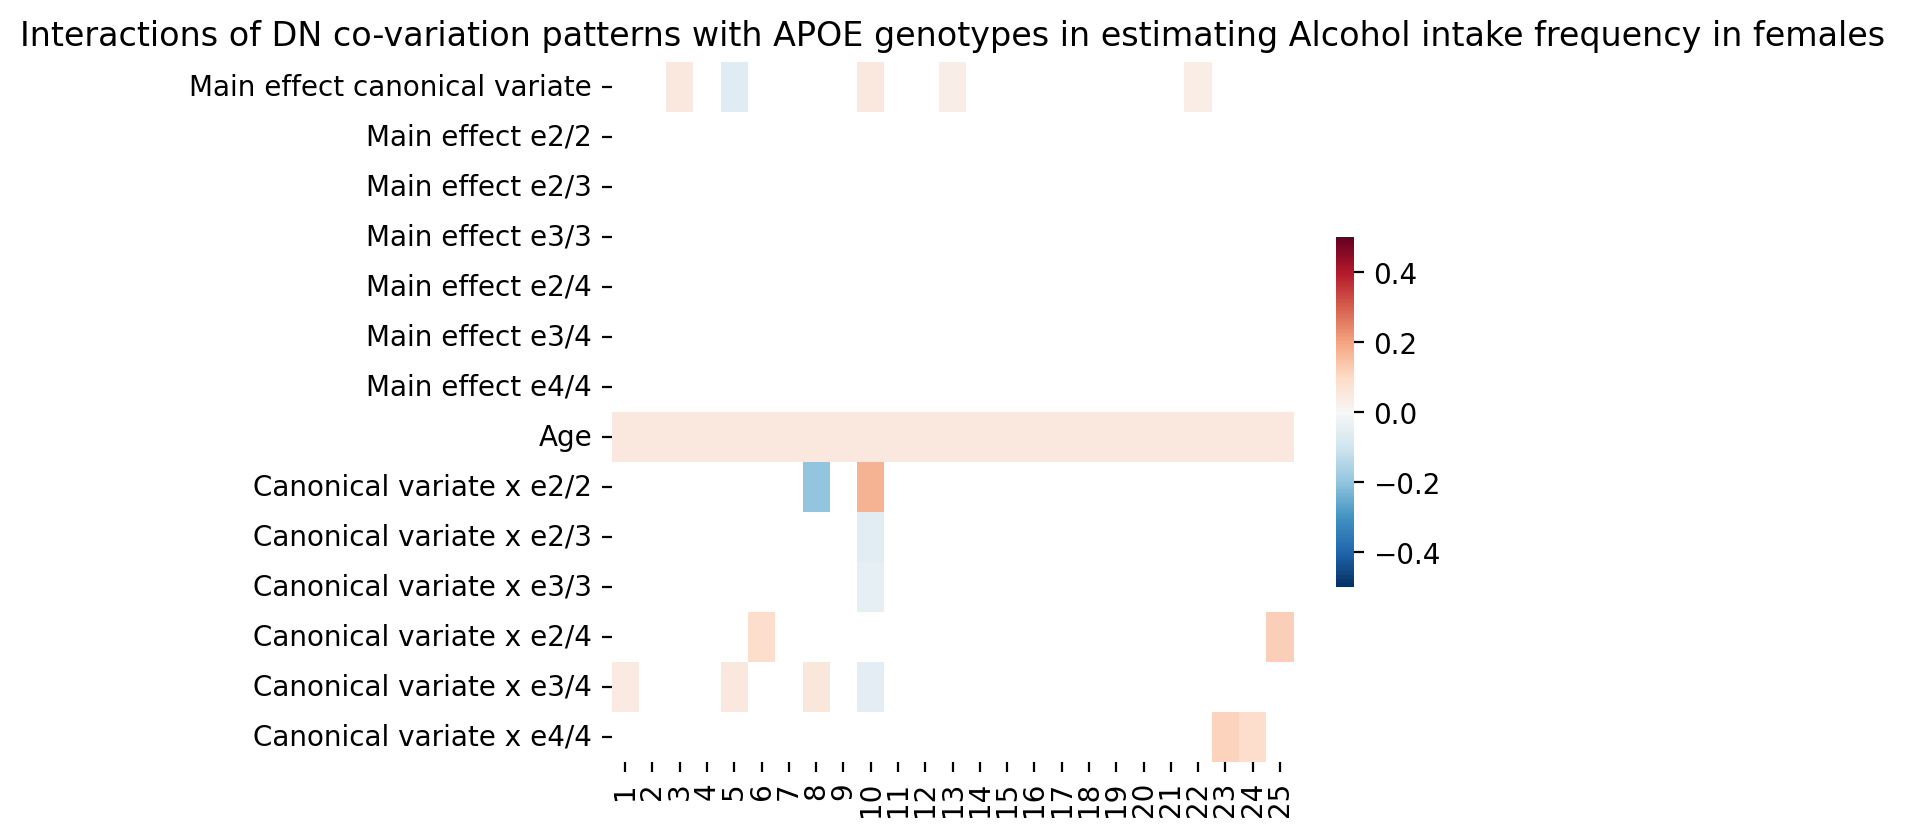 Interactions of DN co-variation patterns with APOE genotypes in estimating Alcohol intake frequency in females
Main effect canonical variate
Main effect e2/2
Main effect e2/3
Main effect e3/3
Main effect e2/4
Main effect e3/4
Main effect e4/4
Age
Canonical variate x e2/2
Canonical variate x e2/3
Canonical variate x e3/3
Canonical variate x e2/4
Canonical variate x e3/4
Canonical variate x e4/4
1 2 3 4 5 6 7 8 9 10 11 12 13 14 15 16 17 18 19 20 21 22 23 24 25
0.4
0.2
0.0
−0.2
−0.4